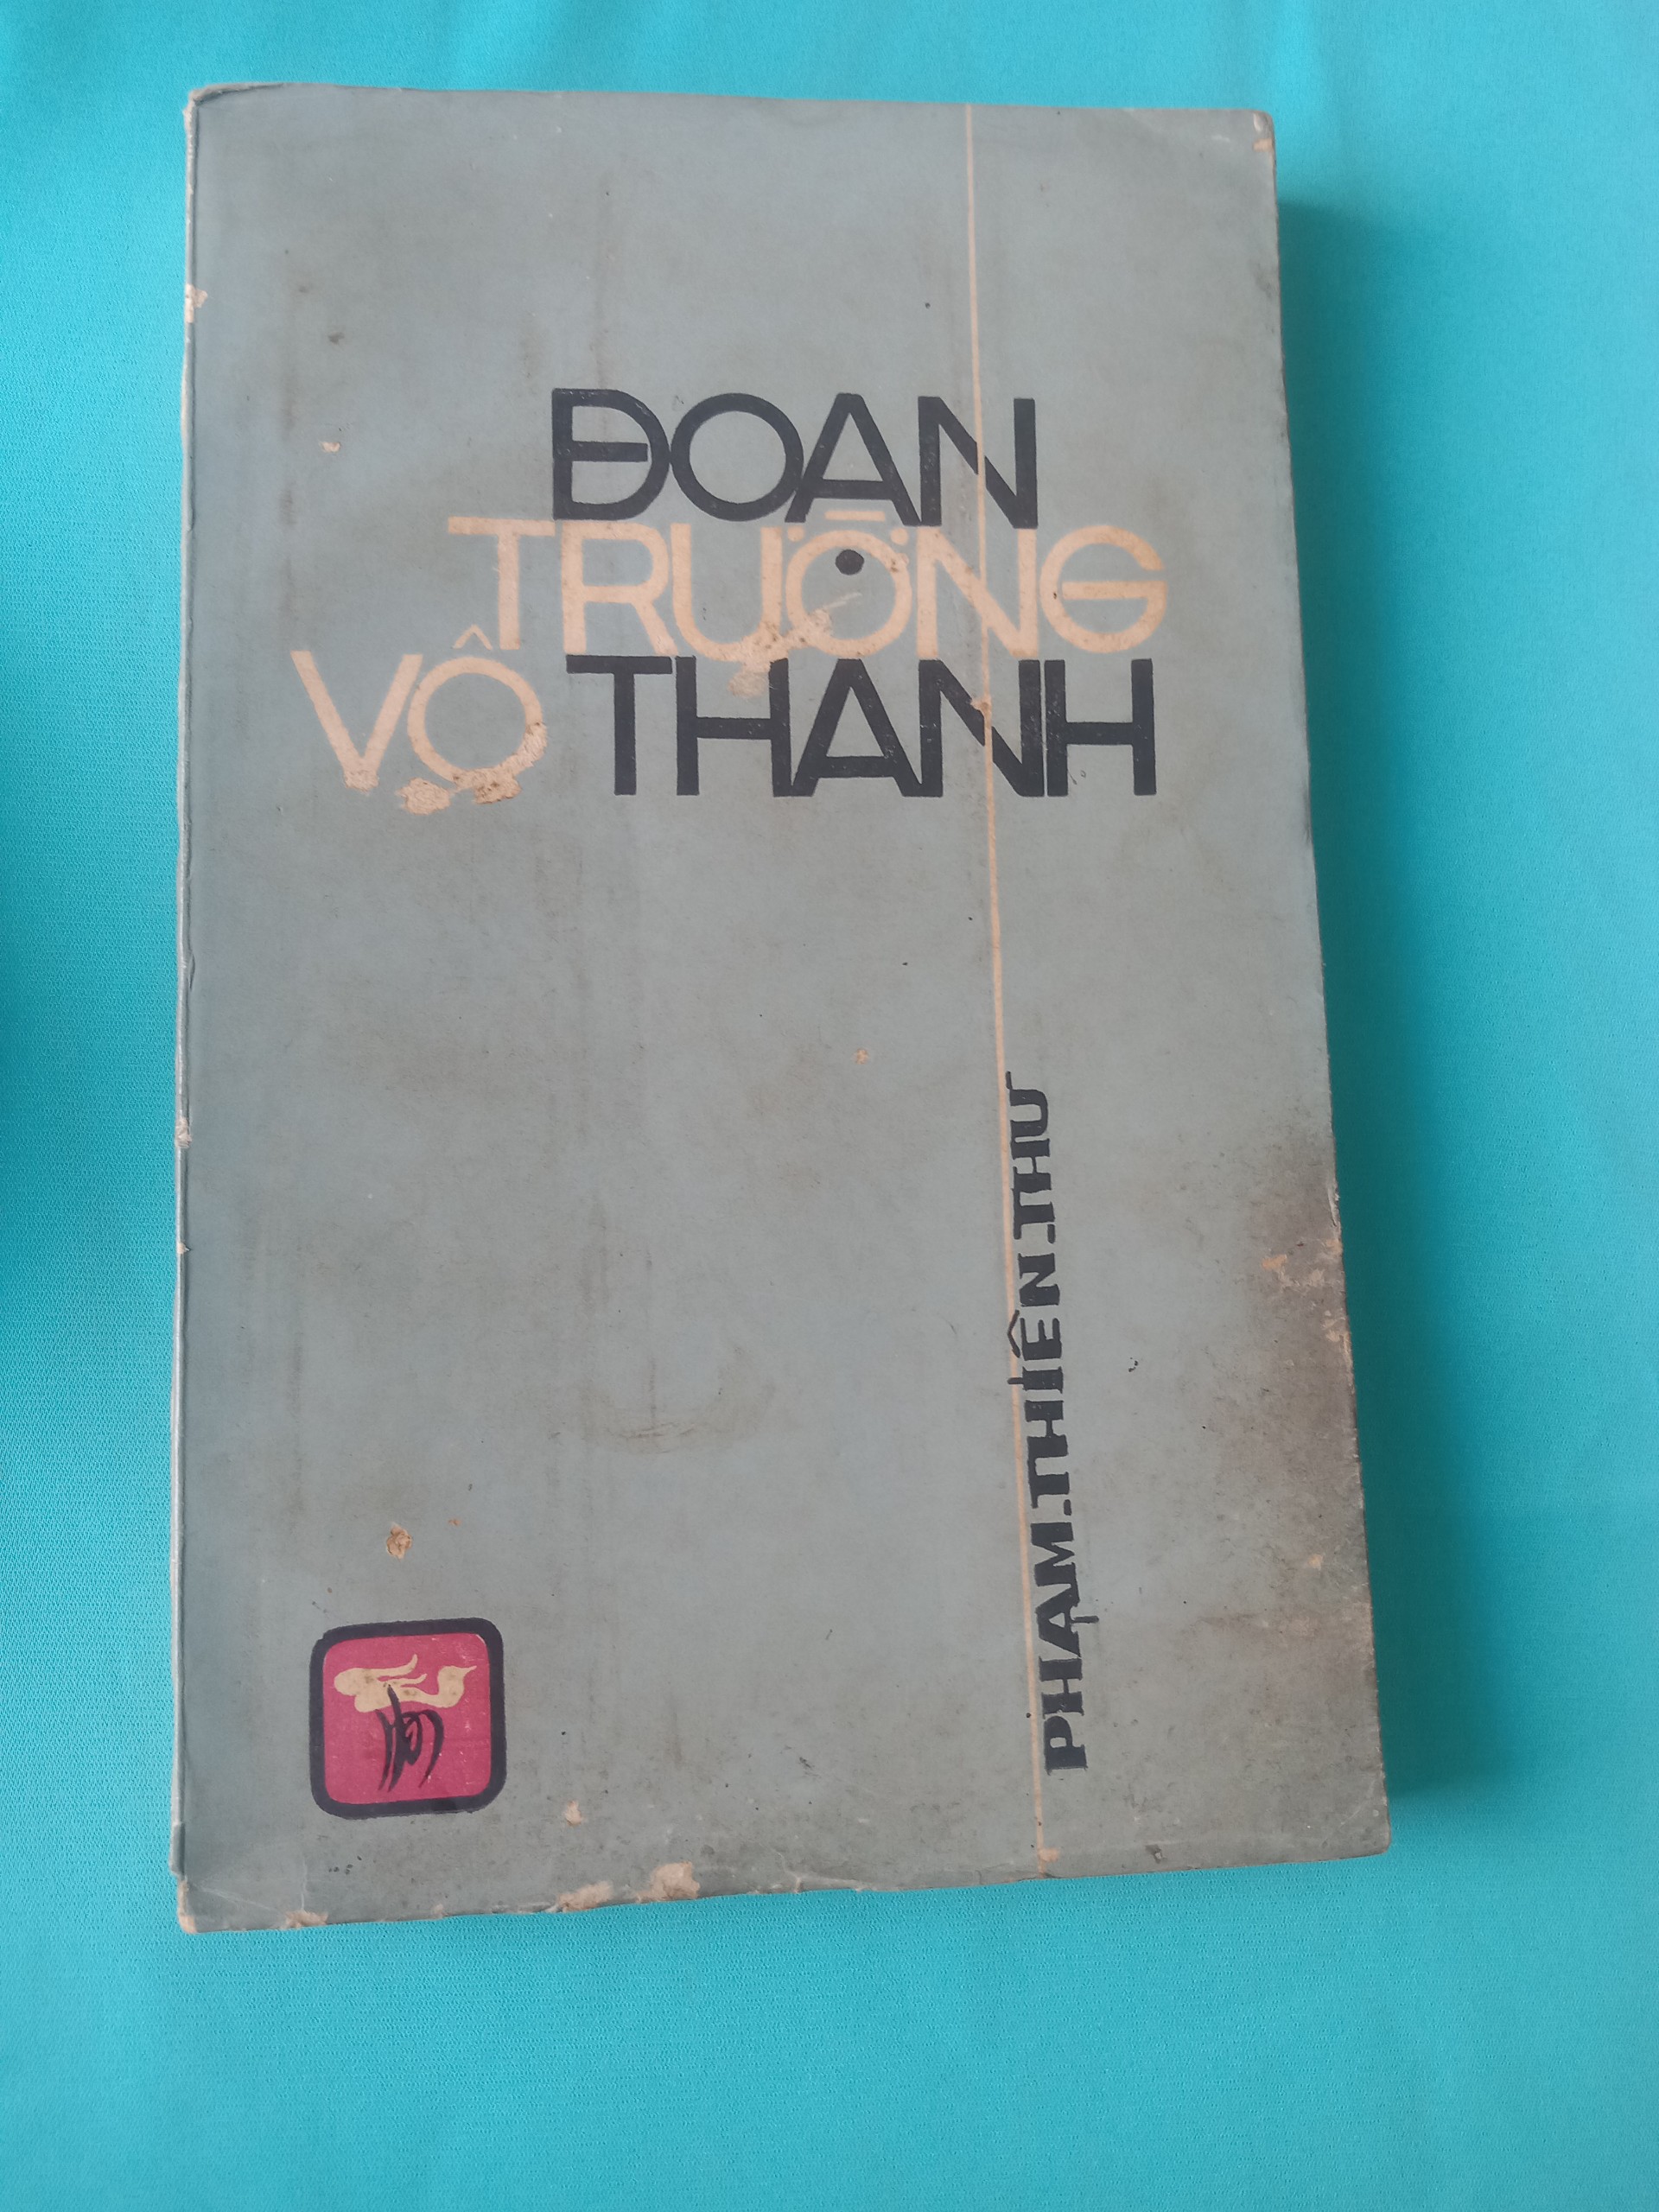 ĐOẠN
TRƯỜNG
VÔ THANH
PHẠM.THIÊN.THƯ